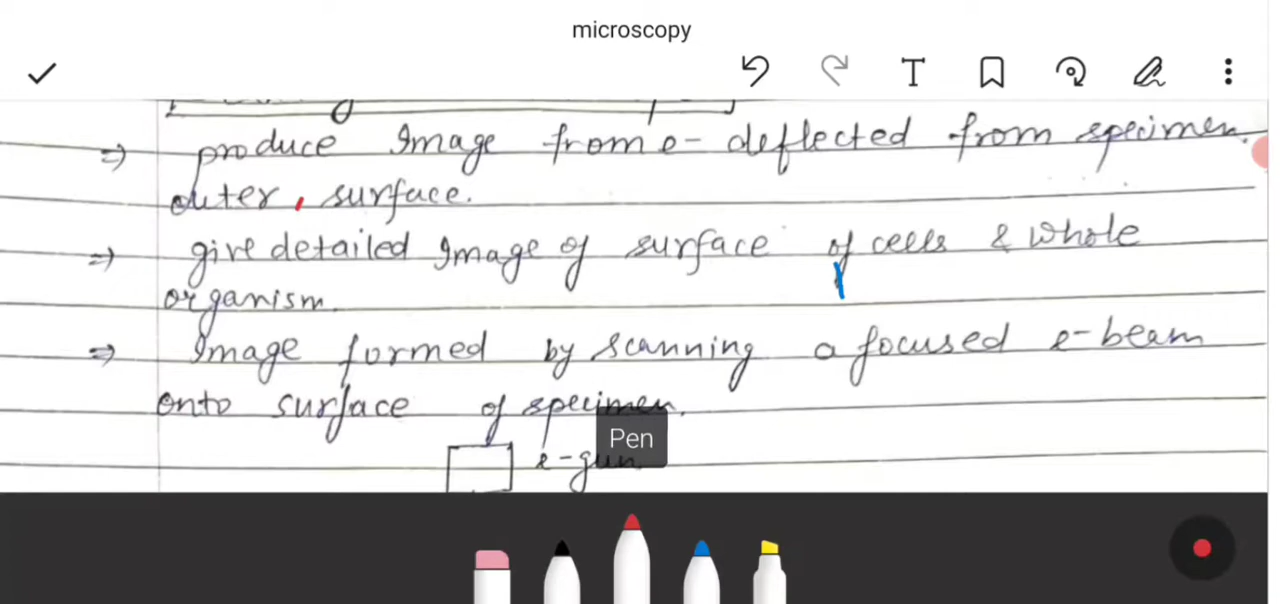 microscopy
T
⇒ produce Image from e- deflected from specimen
outer, surface.
⇒ give detailed Image of surface of cells & whole
organism.
⇒ Image formed by scanning a focused e-beam
onto surface of specimen.
Pen
e-gun